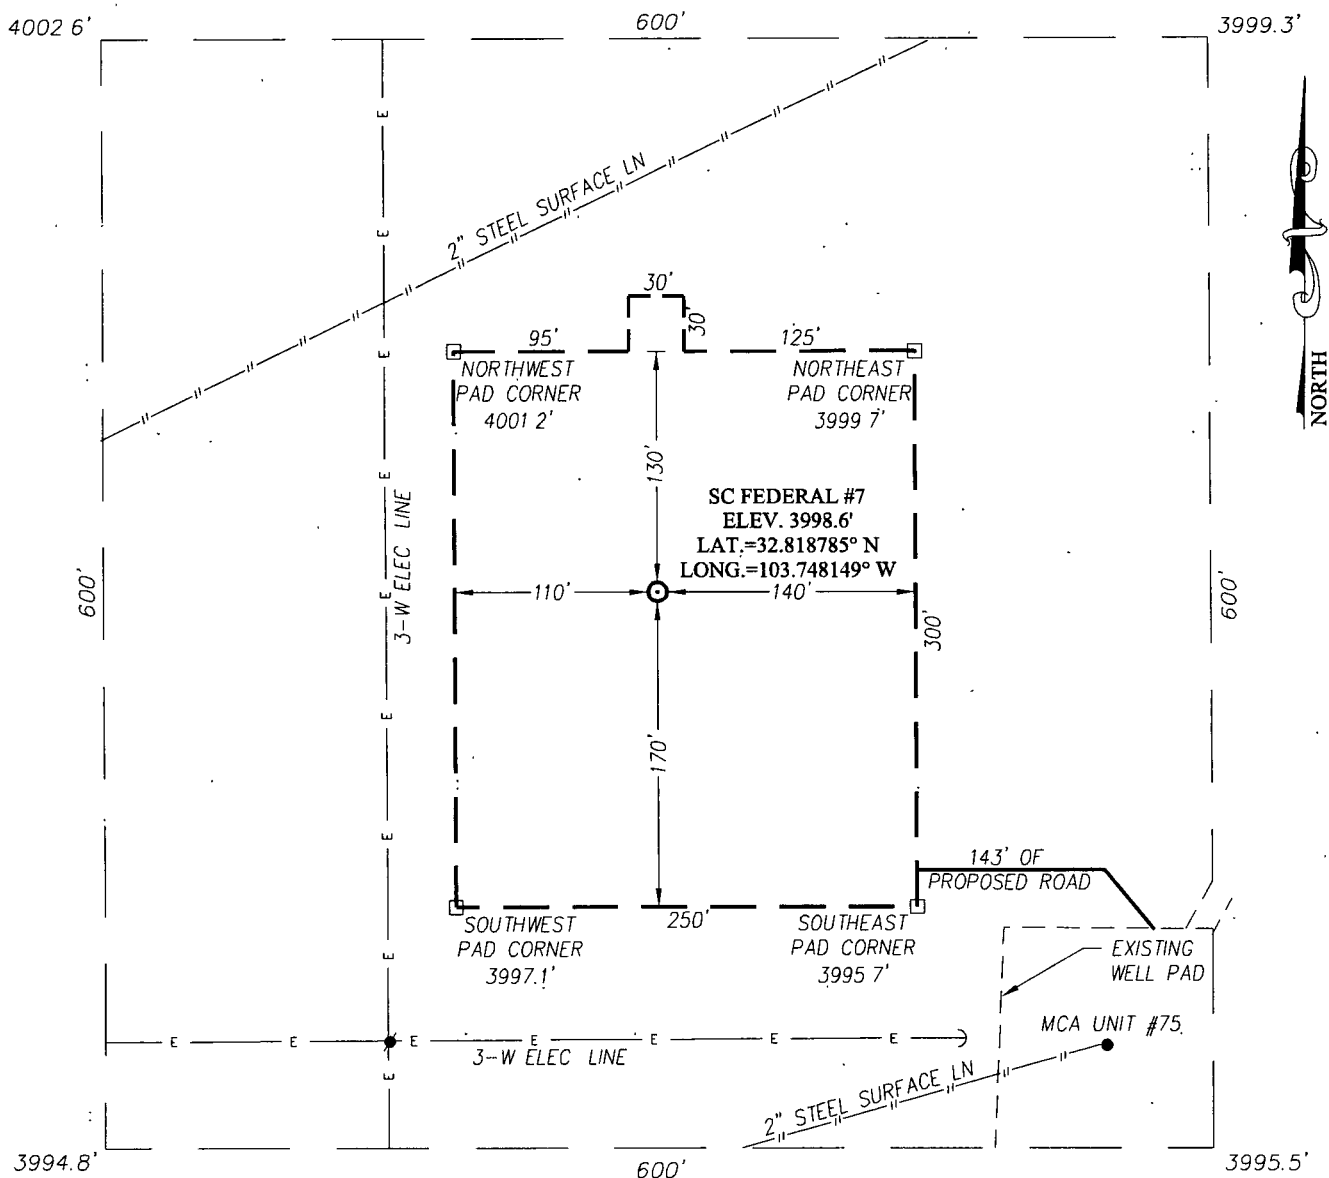 4002 6'
600'
3999.3'
2" STEEL SURFACE LN
NORTH
30'
30'
95'
125'
NORTHWEST
PAD CORNER
4001 2'
NORTHEAST
PAD CORNER
3999 7'
130'
SC FEDERAL #7
ELEV. 3998.6'
LAT.=32.818785° N
LONG.=103.748149° W
E
E
E
E
E
E
E
E
E
3-W ELEC LINE
600'
110'
140'
300'
600'
170'
143' OF
PROPOSED ROAD
250'
SOUTHWEST
PAD CORNER
3997.1'
SOUTHEAST
PAD CORNER
3995 7'
EXISTING
WELL PAD
MCA UNIT #75
E E E E E E E
3-W ELEC LINE
2" STEEL SURFACE LN
3994.8'
600'
3995.5'